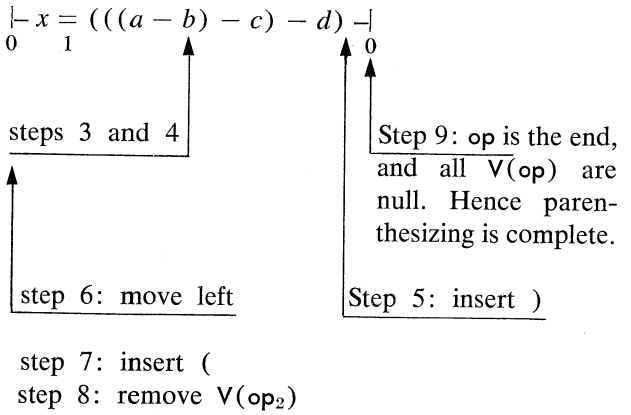 ⊢ x = (((a − b) − c) − d) ⊣
0 1 0
steps 3 and 4
Step 9: op is the end,
and all V(op) are
null. Hence paren-
thesizing is complete.
step 6: move left
Step 5: insert )
step 7: insert (
step 8: remove V(op₂)